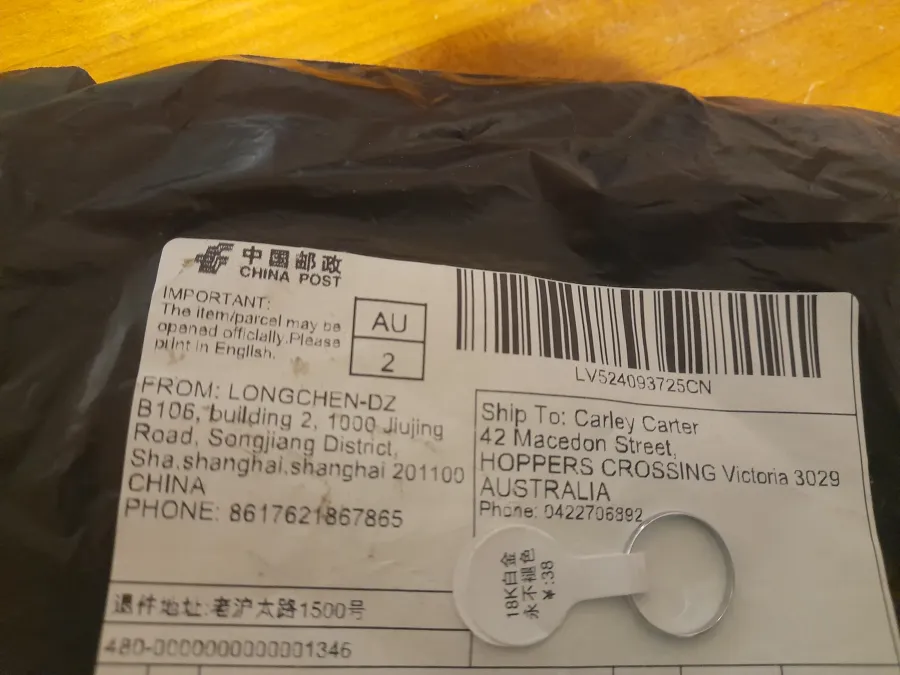 中国邮政
CHINA POST
IMPORTANT:
The item/parcel may be
opened officially.Please
print in English.
AU
2
LV524093725CN
FROM: LONGCHEN-DZ
B106, building 2, 1000 Jiujing
Road, Songjiang District,
Sha.shanghai.shanghai 201100
CHINA
PHONE: 8617621867865
Ship To: Carley Carter
42 Macedon Street,
HOPPERS CROSSING Victoria 3029
AUSTRALIA
Phone: 0422706892
18K白金
永不褪色
¥:38
退件地址:老沪太路1500号
480-0000000000001346